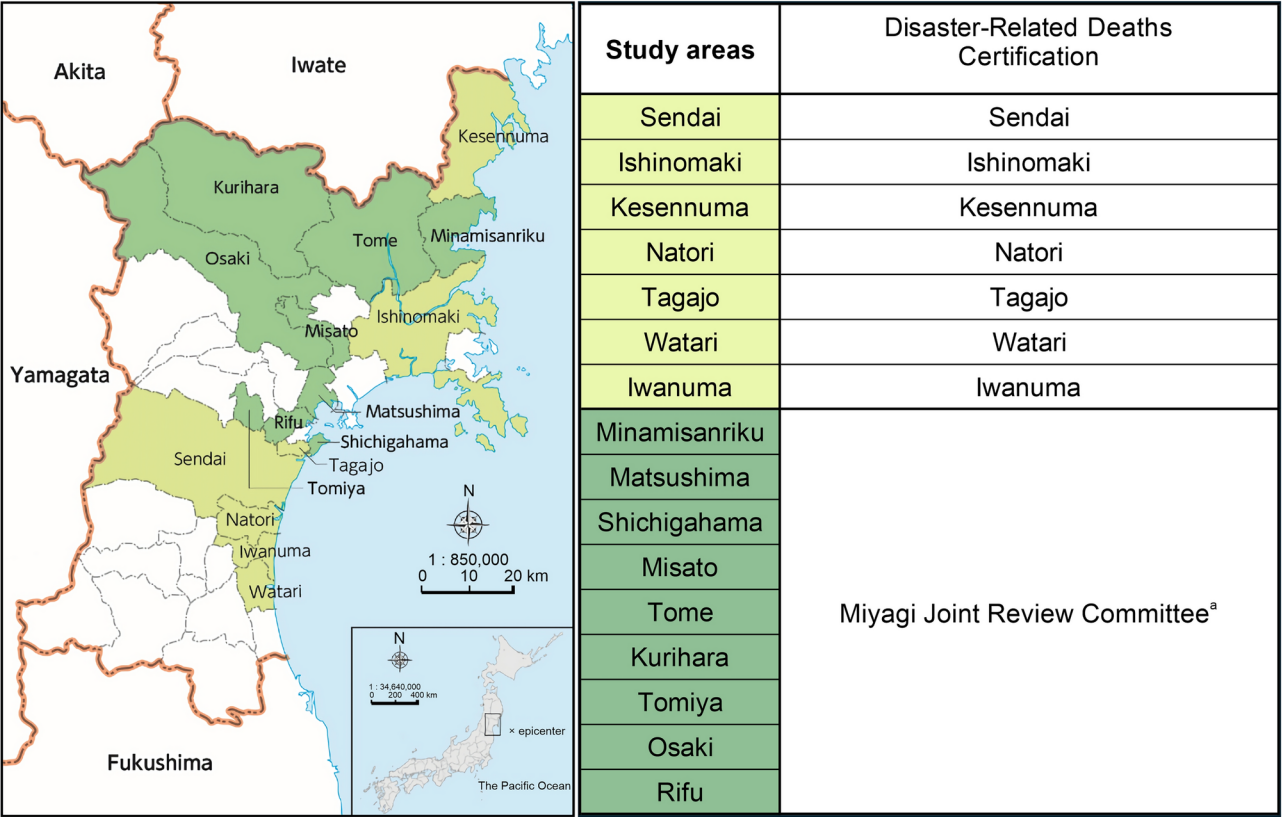 Akita
Iwate
Kesennuma
Kurihara
Tome
Minamisanriku
Osaki
Ishinomaki
Misato
Yamagata
Matsushima
Rifu
Shichigahama
Sendai
Tagajo
Tomiya
N
Natori
Iwanuma
1 : 850,000
0 10 20 km
Watari
N
1 : 34,640,000
0 200 400 km
× epicenter
Fukushima
The Pacific Ocean
Study areas
Disaster-Related Deaths
Certification
Sendai Sendai
Ishinomaki Ishinomaki
Kesennuma Kesennuma
Natori Natori
Tagajo Tagajo
Watari Watari
Iwanuma Iwanuma
Minamisanriku
Matsushima
Shichigahama
Misato
Tome
Miyagi Joint Review Committeeᵃ
Kurihara
Tomiya
Osaki
Rifu